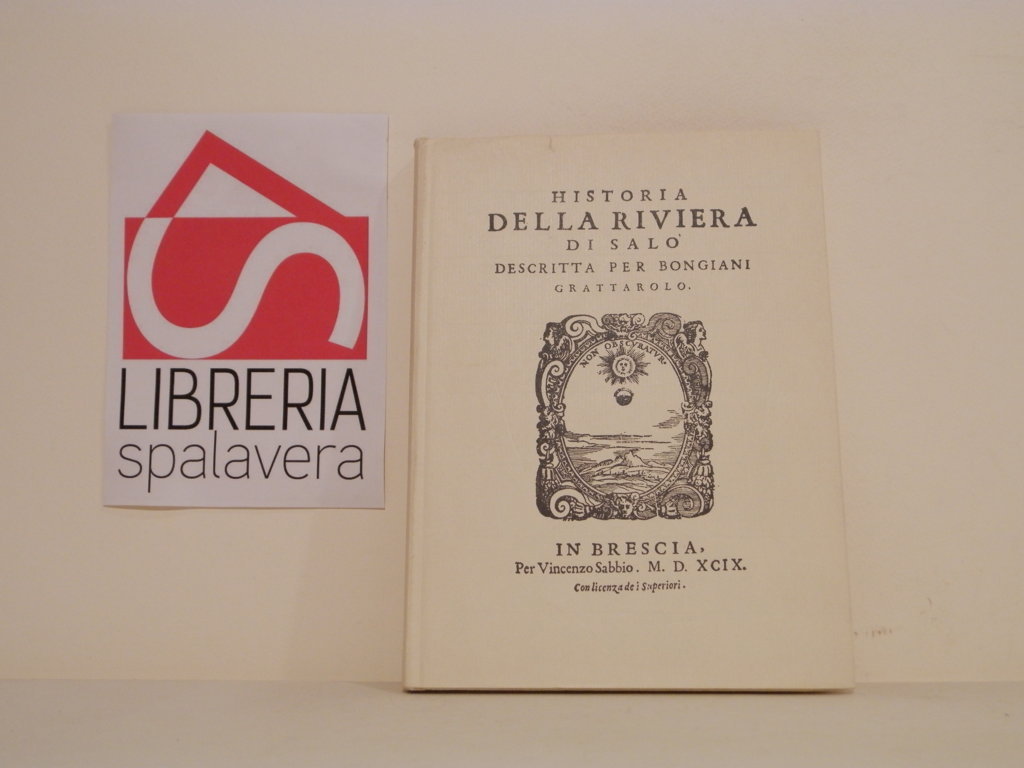 LIBRERIA
spalavera
HISTORIA
DELLA RIVIERA
DI SALO'
DESCRITTA PER BONGIANI
GRATTAROLO.
NON OBSCVRATVR
IN BRESCIA,
Per Vincenzo Sabbio. M. D. XCIX.
Con licenza de i Superiori.